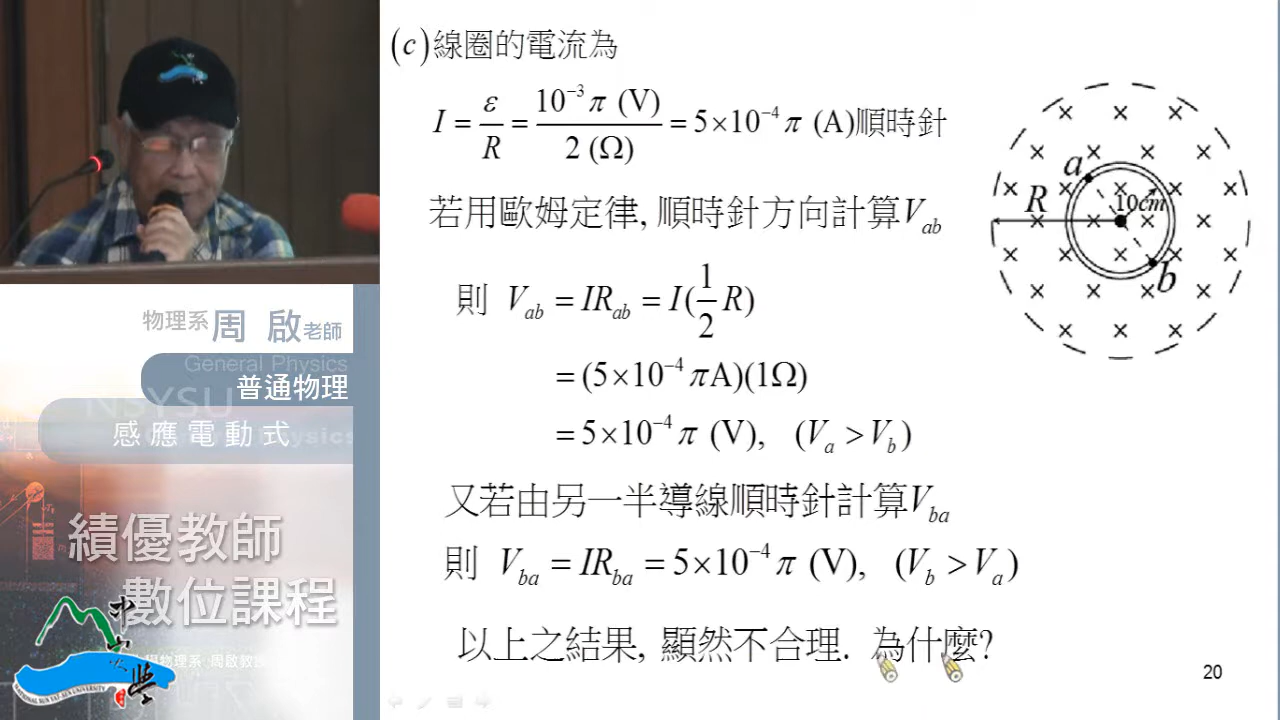 (c)線圈的電流為
I = ε/R = 10⁻³π (V) / 2 (Ω) = 5×10⁻⁴π (A)順時針
若用歐姆定律, 順時針方向計算V_ab
則 V_ab = IR_ab = I(1/2 R)
= (5×10⁻⁴πA)(1Ω)
= 5×10⁻⁴π (V), (V_a > V_b)
又若由另一半導線順時針計算V_ba
則 V_ba = IR_ba = 5×10⁻⁴π (V), (V_b > V_a)
以上之結果, 顯然不合理. 為什麼?
20
a
R
10cm
b
物理系周 啟老師
General Physics
普通物理
NSYSU
感應電動式
績優教師
數位課程
NATIONAL SUN YAT-SEN UNIVERSITY